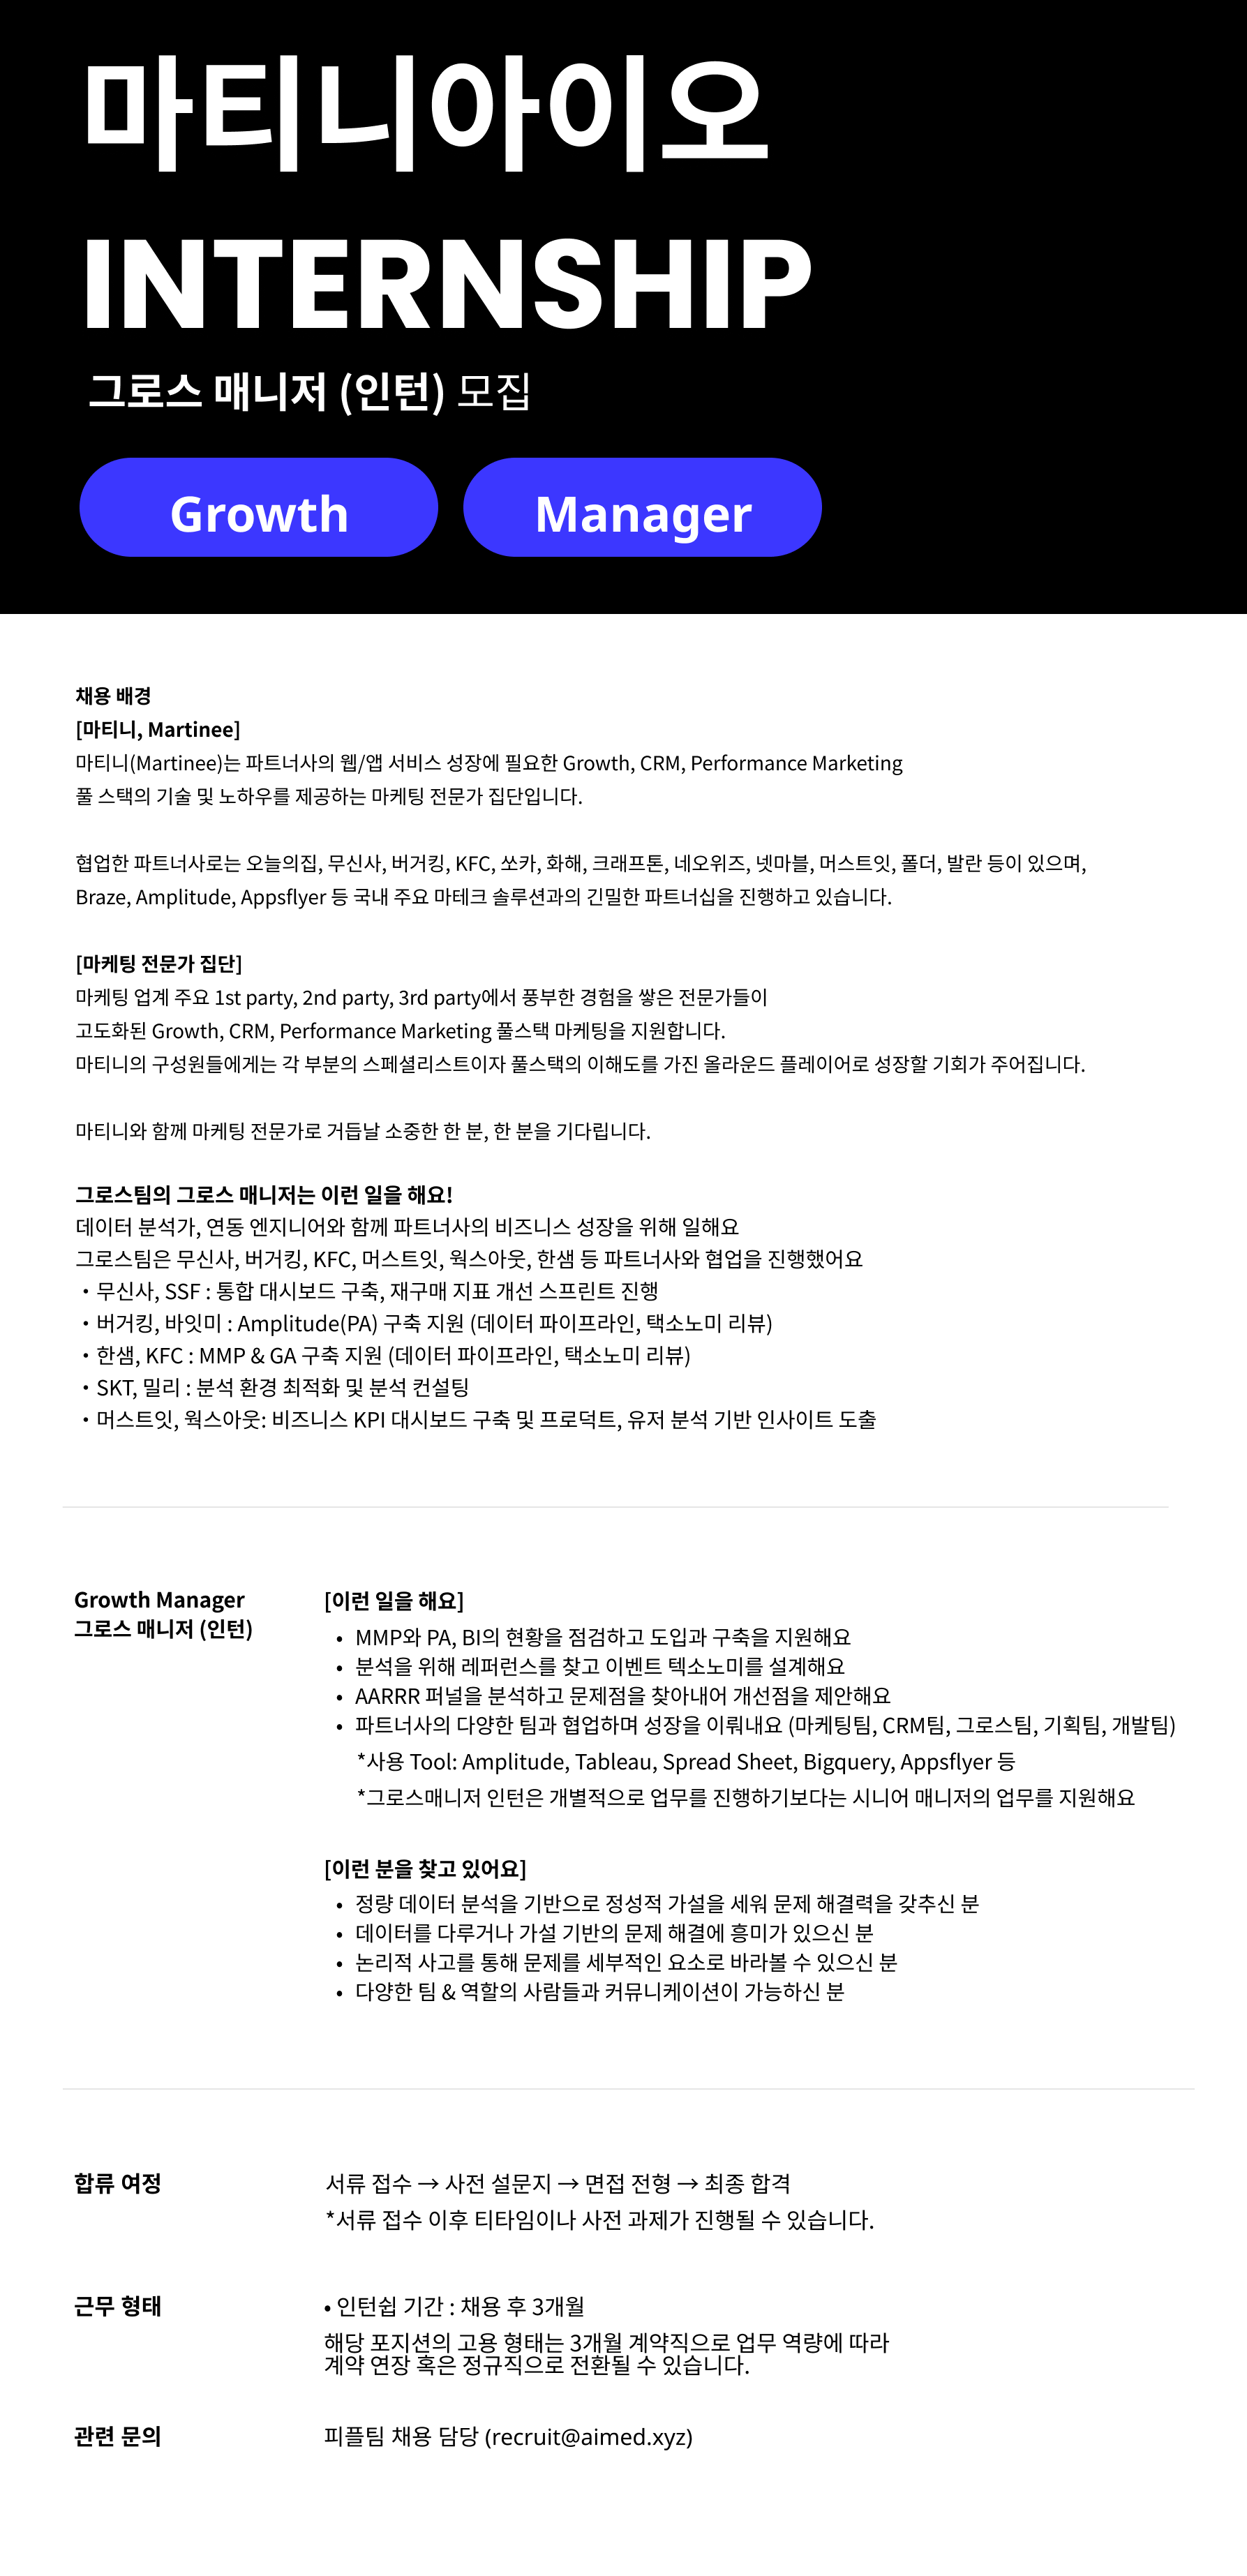 마티니아이오
INTERNSHIP
그로스 매니저 (인턴) 모집
Growth
Manager
채용 배경
[마티니, Martinee]
마티니(Martinee)는 파트너사의 웹/앱 서비스 성장에 필요한 Growth, CRM, Performance Marketing
풀 스택의 기술 및 노하우를 제공하는 마케팅 전문가 집단입니다.
협업한 파트너사로는 오늘의집, 무신사, 버거킹, KFC, 쏘카, 화해, 크래프톤, 네오위즈, 넷마블, 머스트잇, 폴더, 발란 등이 있으며,
Braze, Amplitude, Appsflyer 등 국내 주요 마테크 솔루션과의 긴밀한 파트너십을 진행하고 있습니다.
[마케팅 전문가 집단]
마케팅 업계 주요 1st party, 2nd party, 3rd party에서 풍부한 경험을 쌓은 전문가들이
고도화된 Growth, CRM, Performance Marketing 풀스택 마케팅을 지원합니다.
마티니의 구성원들에게는 각 부분의 스페셜리스트이자 풀스택의 이해도를 가진 올라운드 플레이어로 성장할 기회가 주어집니다.
마티니와 함께 마케팅 전문가로 거듭날 소중한 한 분, 한 분을 기다립니다.
그로스팀의 그로스 매니저는 이런 일을 해요!
데이터 분석가, 연동 엔지니어와 함께 파트너사의 비즈니스 성장을 위해 일해요
그로스팀은 무신사, 버거킹, KFC, 머스트잇, 웍스아웃, 한샘 등 파트너사와 협업을 진행했어요
• 무신사, SSF : 통합 대시보드 구축, 재구매 지표 개선 스프린트 진행
• 버거킹, 바잇미 : Amplitude(PA) 구축 지원 (데이터 파이프라인, 택소노미 리뷰)
• 한샘, KFC : MMP & GA 구축 지원 (데이터 파이프라인, 택소노미 리뷰)
• SKT, 밀리 : 분석 환경 최적화 및 분석 컨설팅
• 머스트잇, 웍스아웃: 비즈니스 KPI 대시보드 구축 및 프로덕트, 유저 분석 기반 인사이트 도출
Growth Manager
그로스 매니저 (인턴)
[이런 일을 해요]
• MMP와 PA, BI의 현황을 점검하고 도입과 구축을 지원해요
• 분석을 위해 레퍼런스를 찾고 이벤트 텍소노미를 설계해요
• AARRR 퍼널을 분석하고 문제점을 찾아내어 개선점을 제안해요
• 파트너사의 다양한 팀과 협업하며 성장을 이뤄내요 (마케팅팀, CRM팀, 그로스팀, 기획팀, 개발팀)
*사용 Tool: Amplitude, Tableau, Spread Sheet, Bigquery, Appsflyer 등
*그로스매니저 인턴은 개별적으로 업무를 진행하기보다는 시니어 매니저의 업무를 지원해요
[이런 분을 찾고 있어요]
• 정량 데이터 분석을 기반으로 정성적 가설을 세워 문제 해결력을 갖추신 분
• 데이터를 다루거나 가설 기반의 문제 해결에 흥미가 있으신 분
• 논리적 사고를 통해 문제를 세부적인 요소로 바라볼 수 있으신 분
• 다양한 팀 & 역할의 사람들과 커뮤니케이션이 가능하신 분
합류 여정
서류 접수 → 사전 설문지 → 면접 전형 → 최종 합격
*서류 접수 이후 티타임이나 사전 과제가 진행될 수 있습니다.
근무 형태
• 인턴쉽 기간 : 채용 후 3개월
해당 포지션의 고용 형태는 3개월 계약직으로 업무 역량에 따라
계약 연장 혹은 정규직으로 전환될 수 있습니다.
관련 문의
피플팀 채용 담당 (recruit@aimed.xyz)